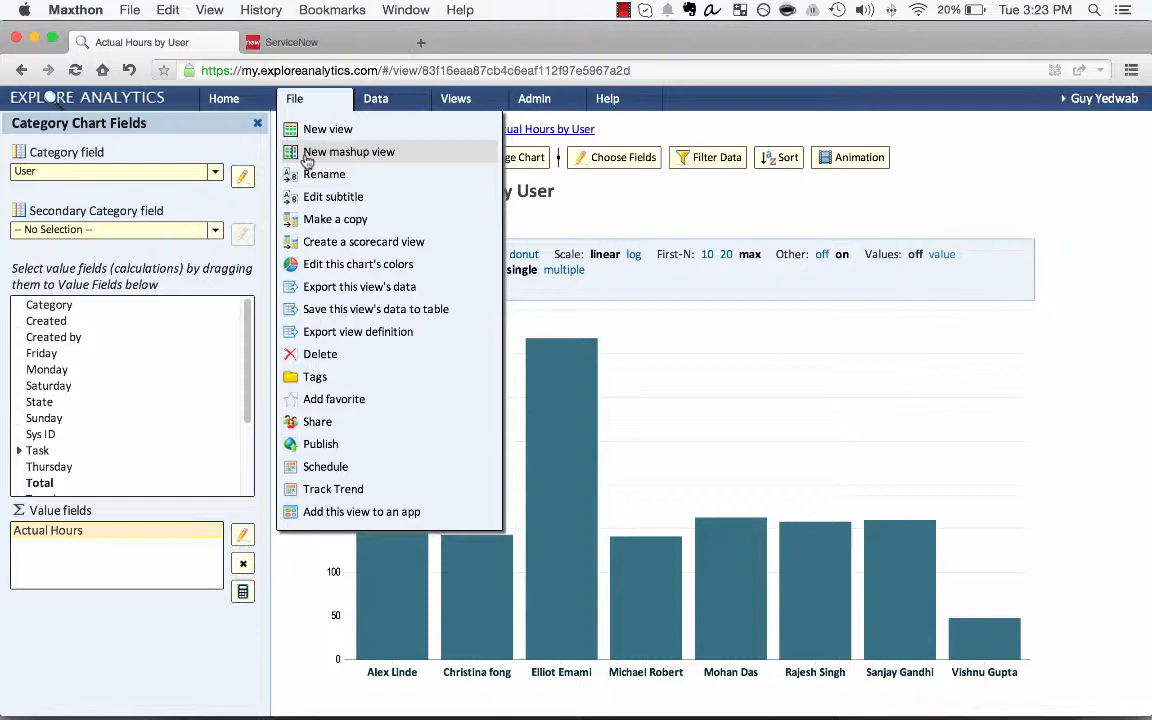 Maxthon File Edit View History Bookmarks Window Help 20% Tue 3:23 PM
Actual Hours by User now ServiceNow
https://my.exploreanalytics.com/#/view/83f16eaa87cb4c6eaf112f97e5967a2d
EXPLORE ANALYTICS Home File Data Views Admin Help Guy Yedwab
Category Chart Fields
Category field
User
Secondary Category field
-- No Selection --
Select value fields (calculations) by dragging
them to Value Fields below
Category
Created
Created by
Friday
Monday
Saturday
State
Sunday
Sys ID
Task
Thursday
Total
Value fields
Actual Hours
New view
New mashup view
Rename
Edit subtitle
Make a copy
Create a scorecard view
Edit this chart's colors
Export this view's data
Save this view's data to table
Export view definition
Delete
Tags
Add favorite
Share
Publish
Schedule
Track Trend
Add this view to an app
ual Hours by User
ge Chart Choose Fields Filter Data Sort Animation
y User
donut Scale: linear log First-N: 10 20 max Other: off on Values: off value
single multiple
100
50
0
Alex Linde Christina fong Elliot Emami Michael Robert Mohan Das Rajesh Singh Sanjay Gandhi Vishnu Gupta